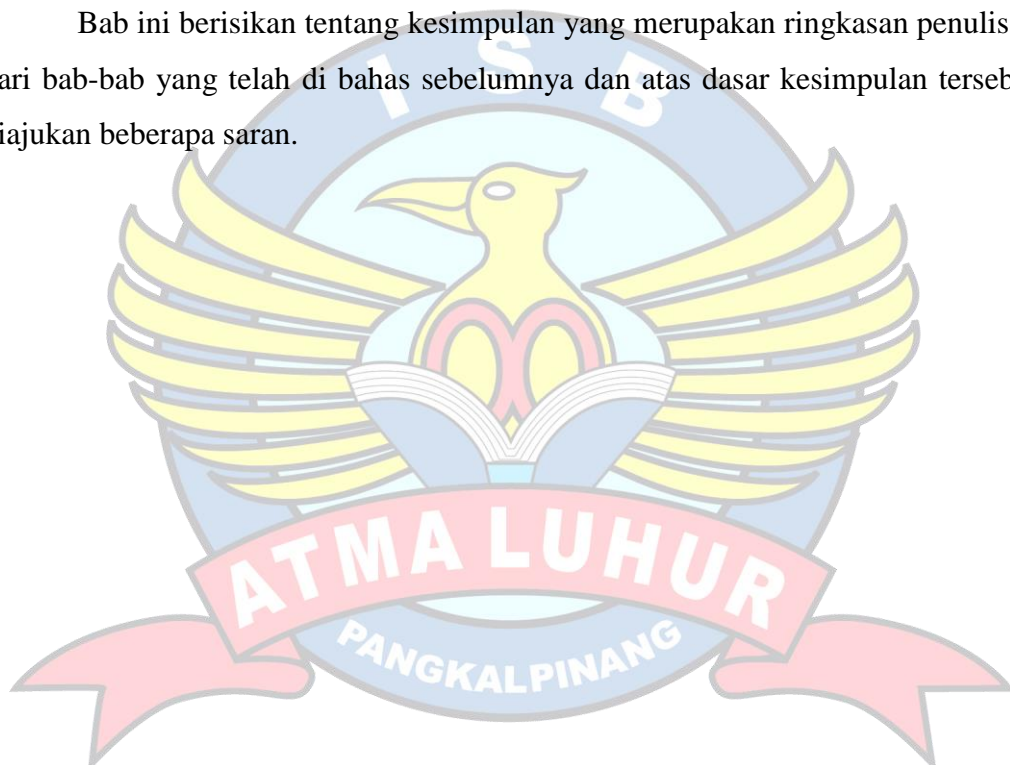 Bab ini berisikan tentang kesimpulan yang merupakan ringkasan penulis
ari bab-bab yang telah di bahas sebelumnya dan atas dasar kesimpulan terseb
iajukan beberapa saran.
I S B
ATMA LUHUR
PANGKALPINANG